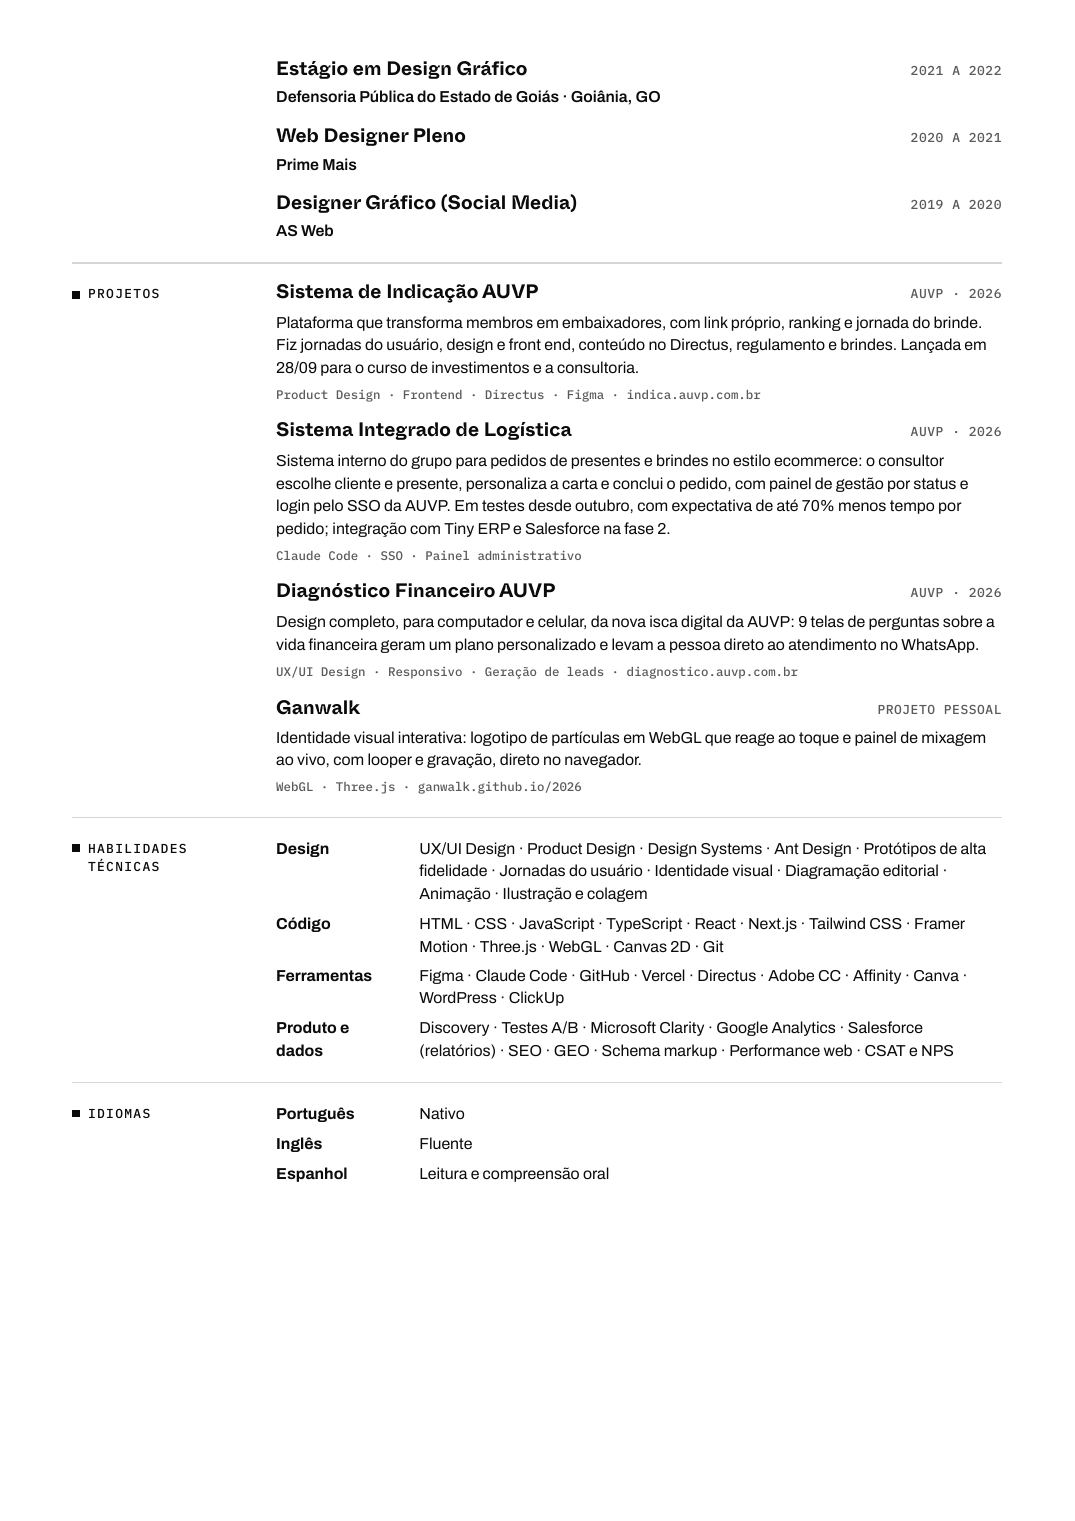 Estágio em Design Gráfico
2021 A 2022
Defensoria Pública do Estado de Goiás · Goiânia, GO
Web Designer Pleno
2020 A 2021
Prime Mais
Designer Gráfico (Social Media)
2019 A 2020
AS Web
PROJETOS
Sistema de Indicação AUVP
AUVP · 2026
Plataforma que transforma membros em embaixadores, com link próprio, ranking e jornada do brinde.
Fiz jornadas do usuário, design e front end, conteúdo no Directus, regulamento e brindes. Lançada em
28/09 para o curso de investimentos e a consultoria.
Product Design · Frontend · Directus · Figma · indica.auvp.com.br
Sistema Integrado de Logística
AUVP · 2026
Sistema interno do grupo para pedidos de presentes e brindes no estilo ecommerce: o consultor
escolhe cliente e presente, personaliza a carta e conclui o pedido, com painel de gestão por status e
login pelo SSO da AUVP. Em testes desde outubro, com expectativa de até 70% menos tempo por
pedido; integração com Tiny ERP e Salesforce na fase 2.
Claude Code · SSO · Painel administrativo
Diagnóstico Financeiro AUVP
AUVP · 2026
Design completo, para computador e celular, da nova isca digital da AUVP: 9 telas de perguntas sobre a
vida financeira geram um plano personalizado e levam a pessoa direto ao atendimento no WhatsApp.
UX/UI Design · Responsivo · Geração de leads · diagnostico.auvp.com.br
Ganwalk
PROJETO PESSOAL
Identidade visual interativa: logotipo de partículas em WebGL que reage ao toque e painel de mixagem
ao vivo, com looper e gravação, direto no navegador.
WebGL · Three.js · ganwalk.github.io/2026
HABILIDADES
TÉCNICAS
Design
UX/UI Design · Product Design · Design Systems · Ant Design · Protótipos de alta
fidelidade · Jornadas do usuário · Identidade visual · Diagramação editorial ·
Animação · Ilustração e colagem
Código
HTML · CSS · JavaScript · TypeScript · React · Next.js · Tailwind CSS · Framer
Motion · Three.js · WebGL · Canvas 2D · Git
Ferramentas
Figma · Claude Code · GitHub · Vercel · Directus · Adobe CC · Affinity · Canva ·
WordPress · ClickUp
Produto e
dados
Discovery · Testes A/B · Microsoft Clarity · Google Analytics · Salesforce
(relatórios) · SEO · GEO · Schema markup · Performance web · CSAT e NPS
IDIOMAS
Português
Nativo
Inglês
Fluente
Espanhol
Leitura e compreensão oral